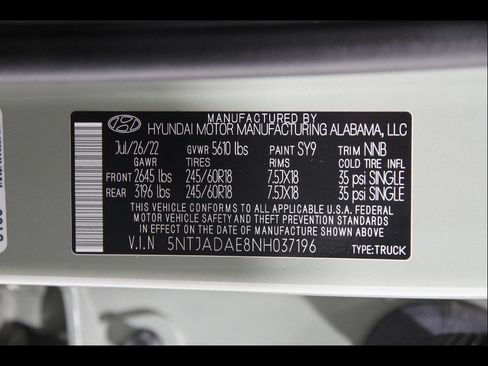 MANUFACTURED BY
HYUNDAI MOTOR MANUFACTURING ALABAMA, LLC
Jul/26/22 GVWR 5610 lbs PAINT SY9 TRIM NNB
GAWR TIRES RIMS COLD TIRE INFL
FRONT 2645 lbs 245/60R18 7.5JX18 35 psi SINGLE
REAR 3196 lbs 245/60R18 7.5JX18 35 psi SINGLE
THIS VEHICLE CONFORMS TO ALL APPLICABLE U.S.A. FEDERAL
MOTOR VEHICLE SAFETY AND THEFT PREVENTION STANDARDS
IN EFFECT ON THE DATE OF MANUFACTURE SHOWN ABOVE
V.I.N 5NTJADAE8NH037196 TYPE:TRUCK